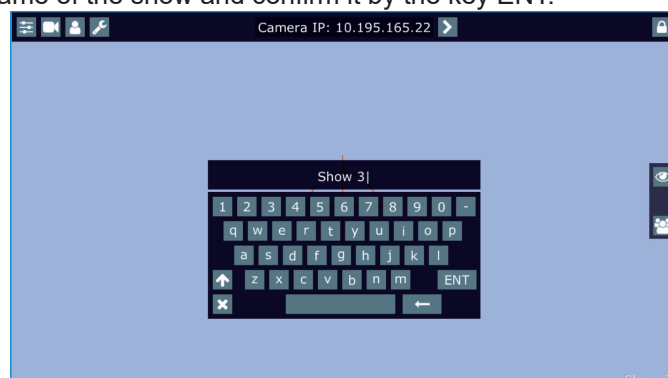 ame of the show and confirm it by the key ENT.
Camera IP: 10.195.165.22
Show 3|
1 2 3 4 5 6 7 8 9 0 -
q w e r t y u i o p
a s d f g h j k l
z x c v b n m ENT